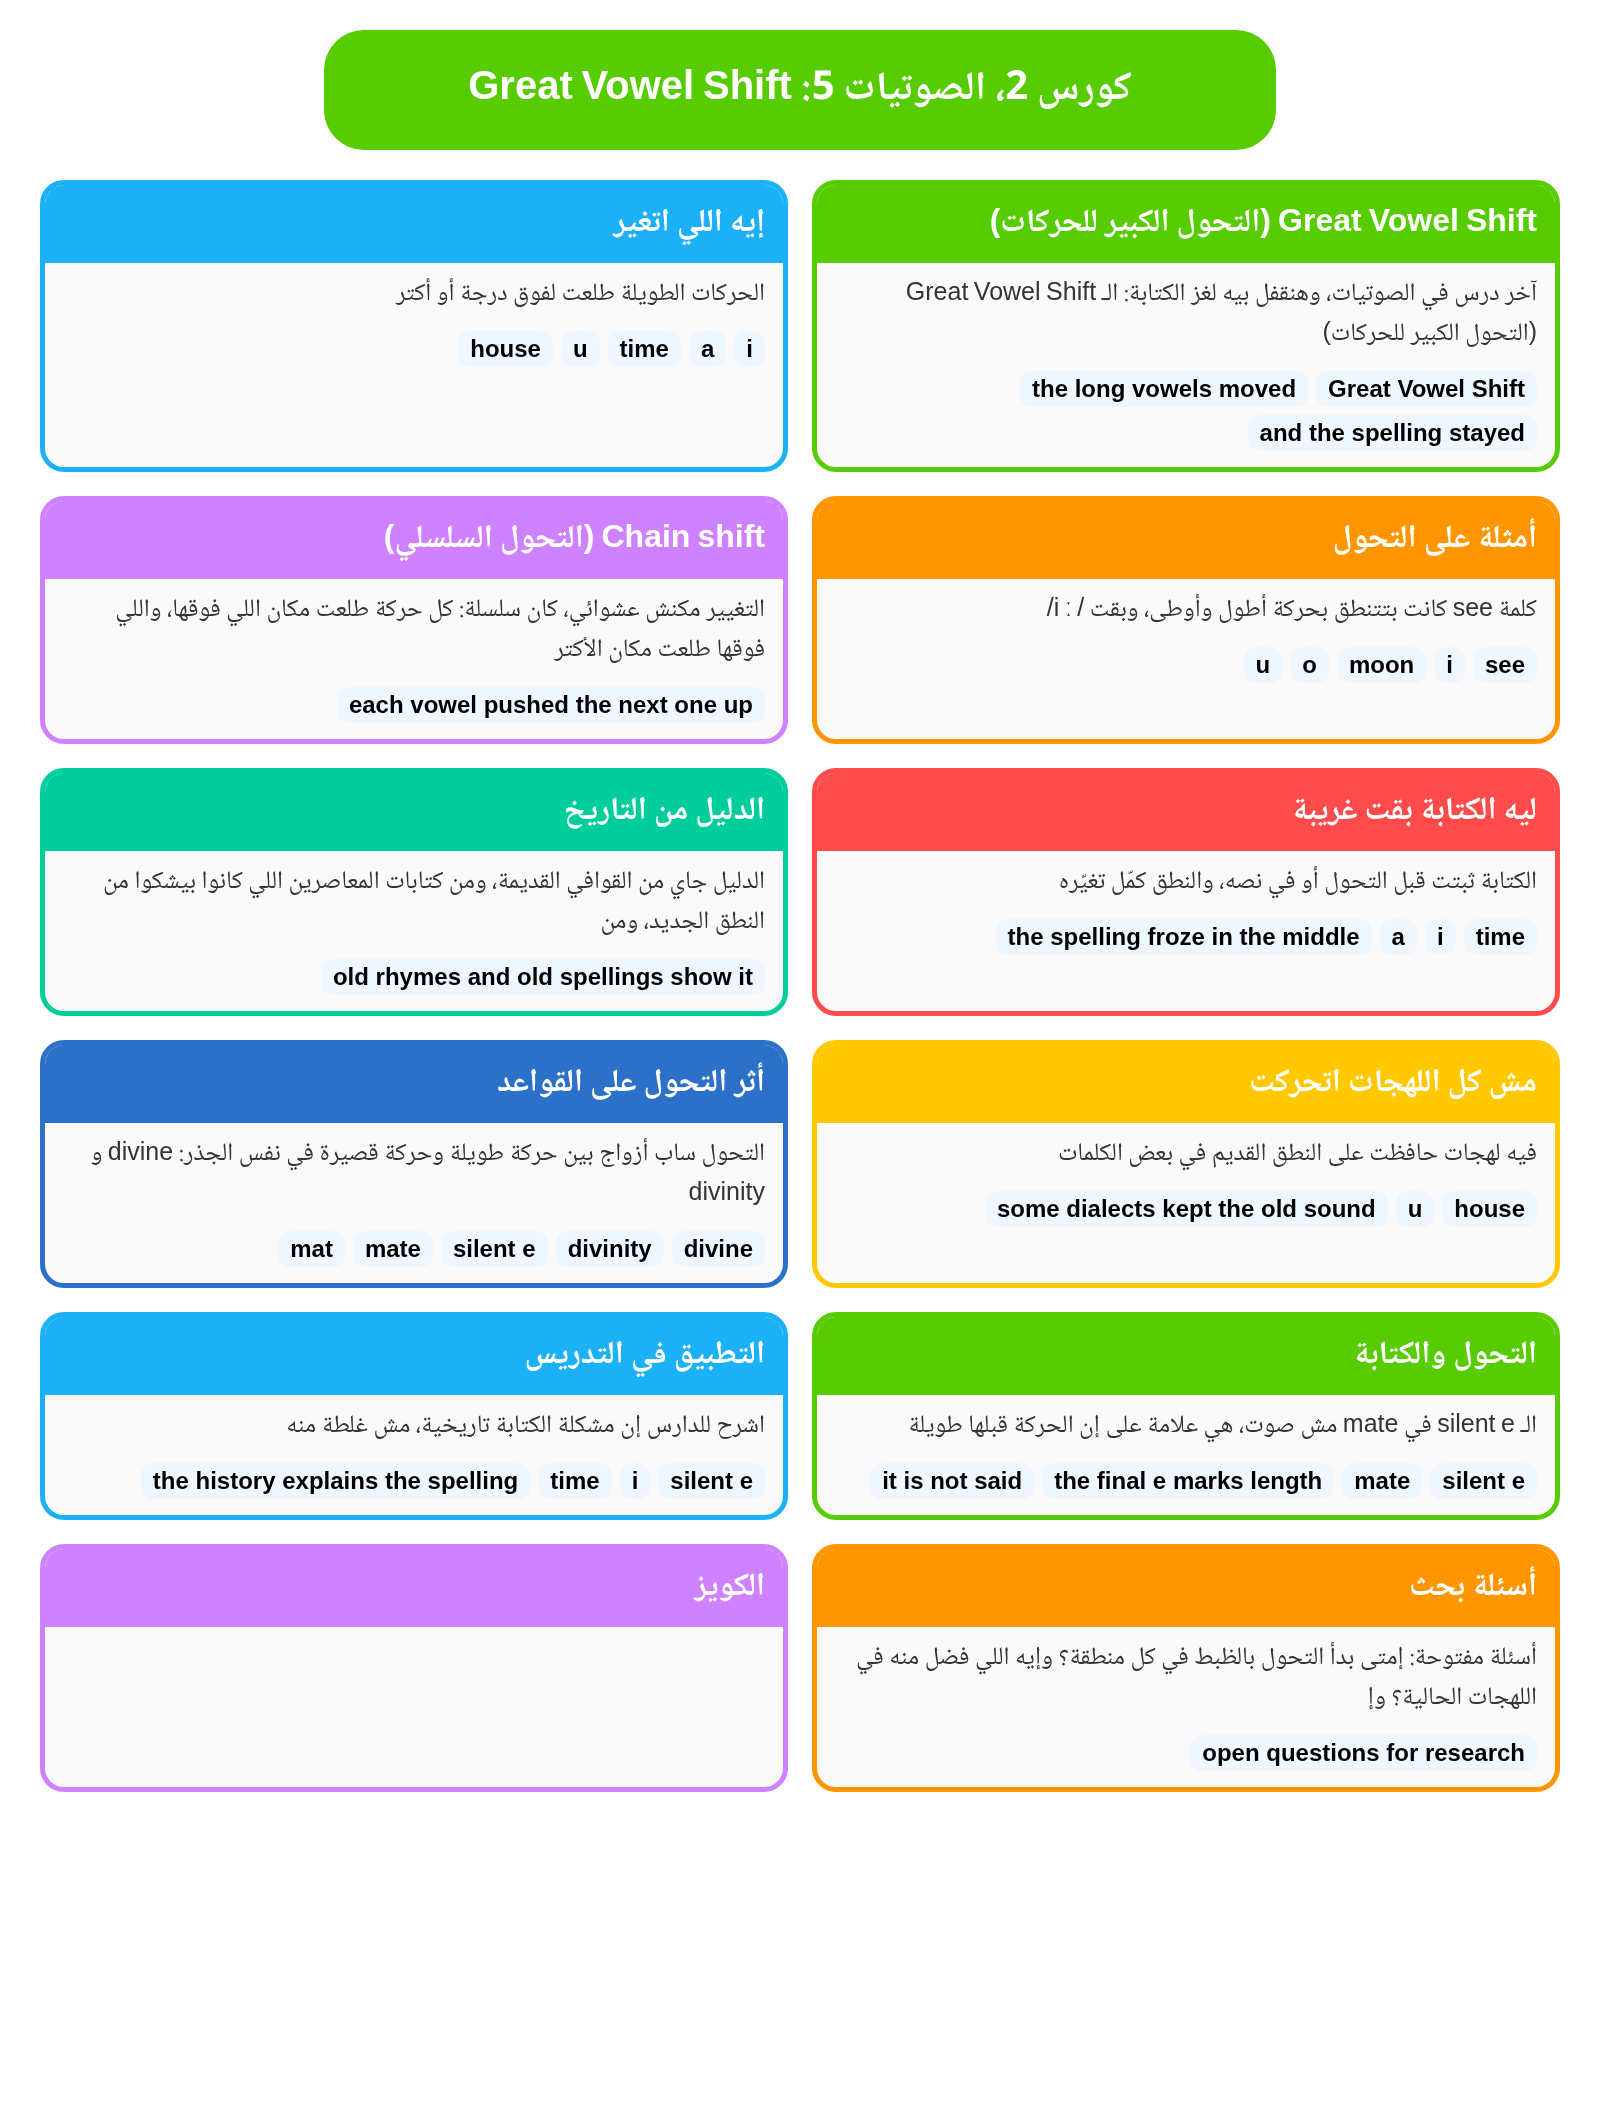 كورس 2، الصوتيات 5: Great Vowel Shift
Great Vowel Shift (التحول الكبير للحركات)
آخر درس في الصوتيات، وهنقفل بيه لغز الكتابة: الـ Great Vowel Shift
(التحول الكبير للحركات)
Great Vowel Shift the long vowels moved
and the spelling stayed
إيه اللي اتغير
الحركات الطويلة طلعت لفوق درجة أو أكتر
i a time u house
أمثلة على التحول
كلمة see كانت بتتنطق بحركة أطول وأوطى، وبقت /iː/
see i moon o u
Chain shift (التحول السلسلي)
التغيير مكنش عشوائي، كان سلسلة: كل حركة طلعت مكان اللي فوقها، واللي
فوقها طلعت مكان الأكتر
each vowel pushed the next one up
ليه الكتابة بقت غريبة
الكتابة ثبتت قبل التحول أو في نصه، والنطق كمّل تغيّره
time i a the spelling froze in the middle
الدليل من التاريخ
الدليل جاي من القوافي القديمة، ومن كتابات المعاصرين اللي كانوا بيشكوا من
النطق الجديد، ومن
old rhymes and old spellings show it
مش كل اللهجات اتحركت
فيه لهجات حافظت على النطق القديم في بعض الكلمات
house u some dialects kept the old sound
أثر التحول على القواعد
التحول ساب أزواج بين حركة طويلة وحركة قصيرة في نفس الجذر: divine و
divinity
divine divinity silent e mate mat
التحول والكتابة
الـ silent e في mate مش صوت، هي علامة على إن الحركة قبلها طويلة
silent e mate the final e marks length it is not said
التطبيق في التدريس
اشرح للدارس إن مشكلة الكتابة تاريخية، مش غلطة منه
silent e i time the history explains the spelling
أسئلة بحث
أسئلة مفتوحة: إمتى بدأ التحول بالظبط في كل منطقة؟ وإيه اللي فضل منه في
اللهجات الحالية؟ وإ
open questions for research
الكويز